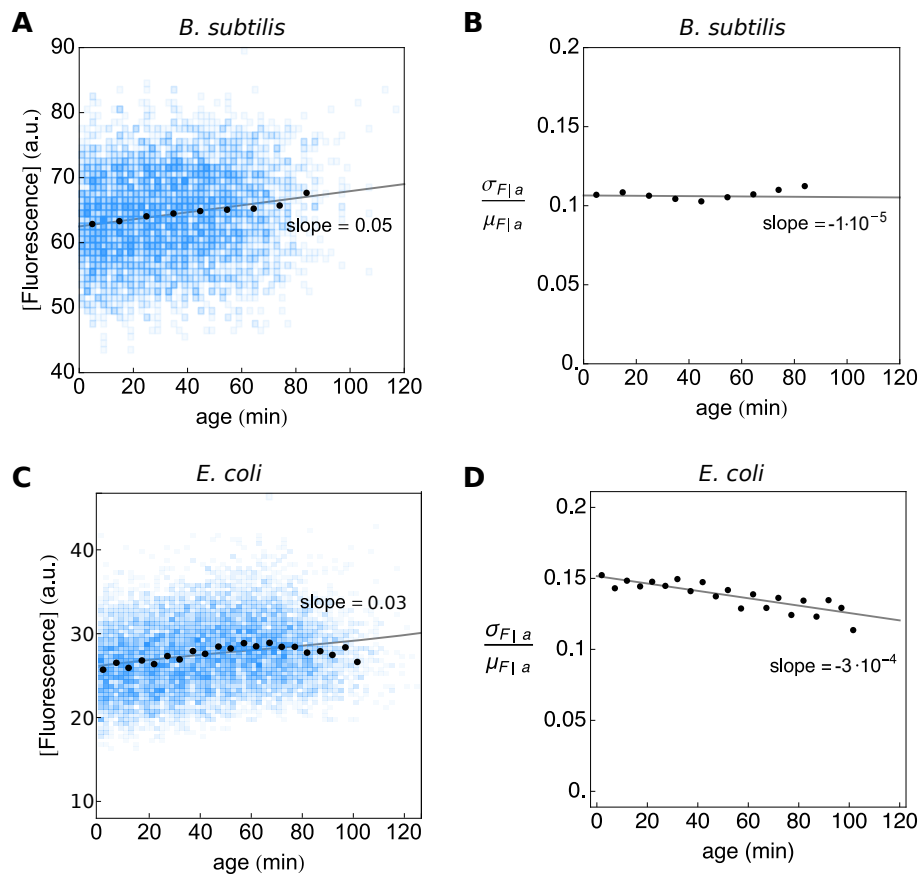 A
B. subtilis
[Fluorescence] (a.u.)
90
80
70
60
50
40
slope = 0.05
0 20 40 60 80 100 120
age (min)
B
B. subtilis
σF|a
μF|a
0.2
0.1
0.
slope = -1·10⁻⁵
0 20 40 60 80 100 120
age (min)
C
E. coli
[Fluorescence] (a.u.)
40
30
20
10
slope = 0.03
0 20 40 60 80 100 120
age (min)
D
E. coli
σF| a
μF| a
0.2
0.15
0.1
0.05
0.
slope = -3·10⁻⁴
0 20 40 60 80 100 120
age (min)